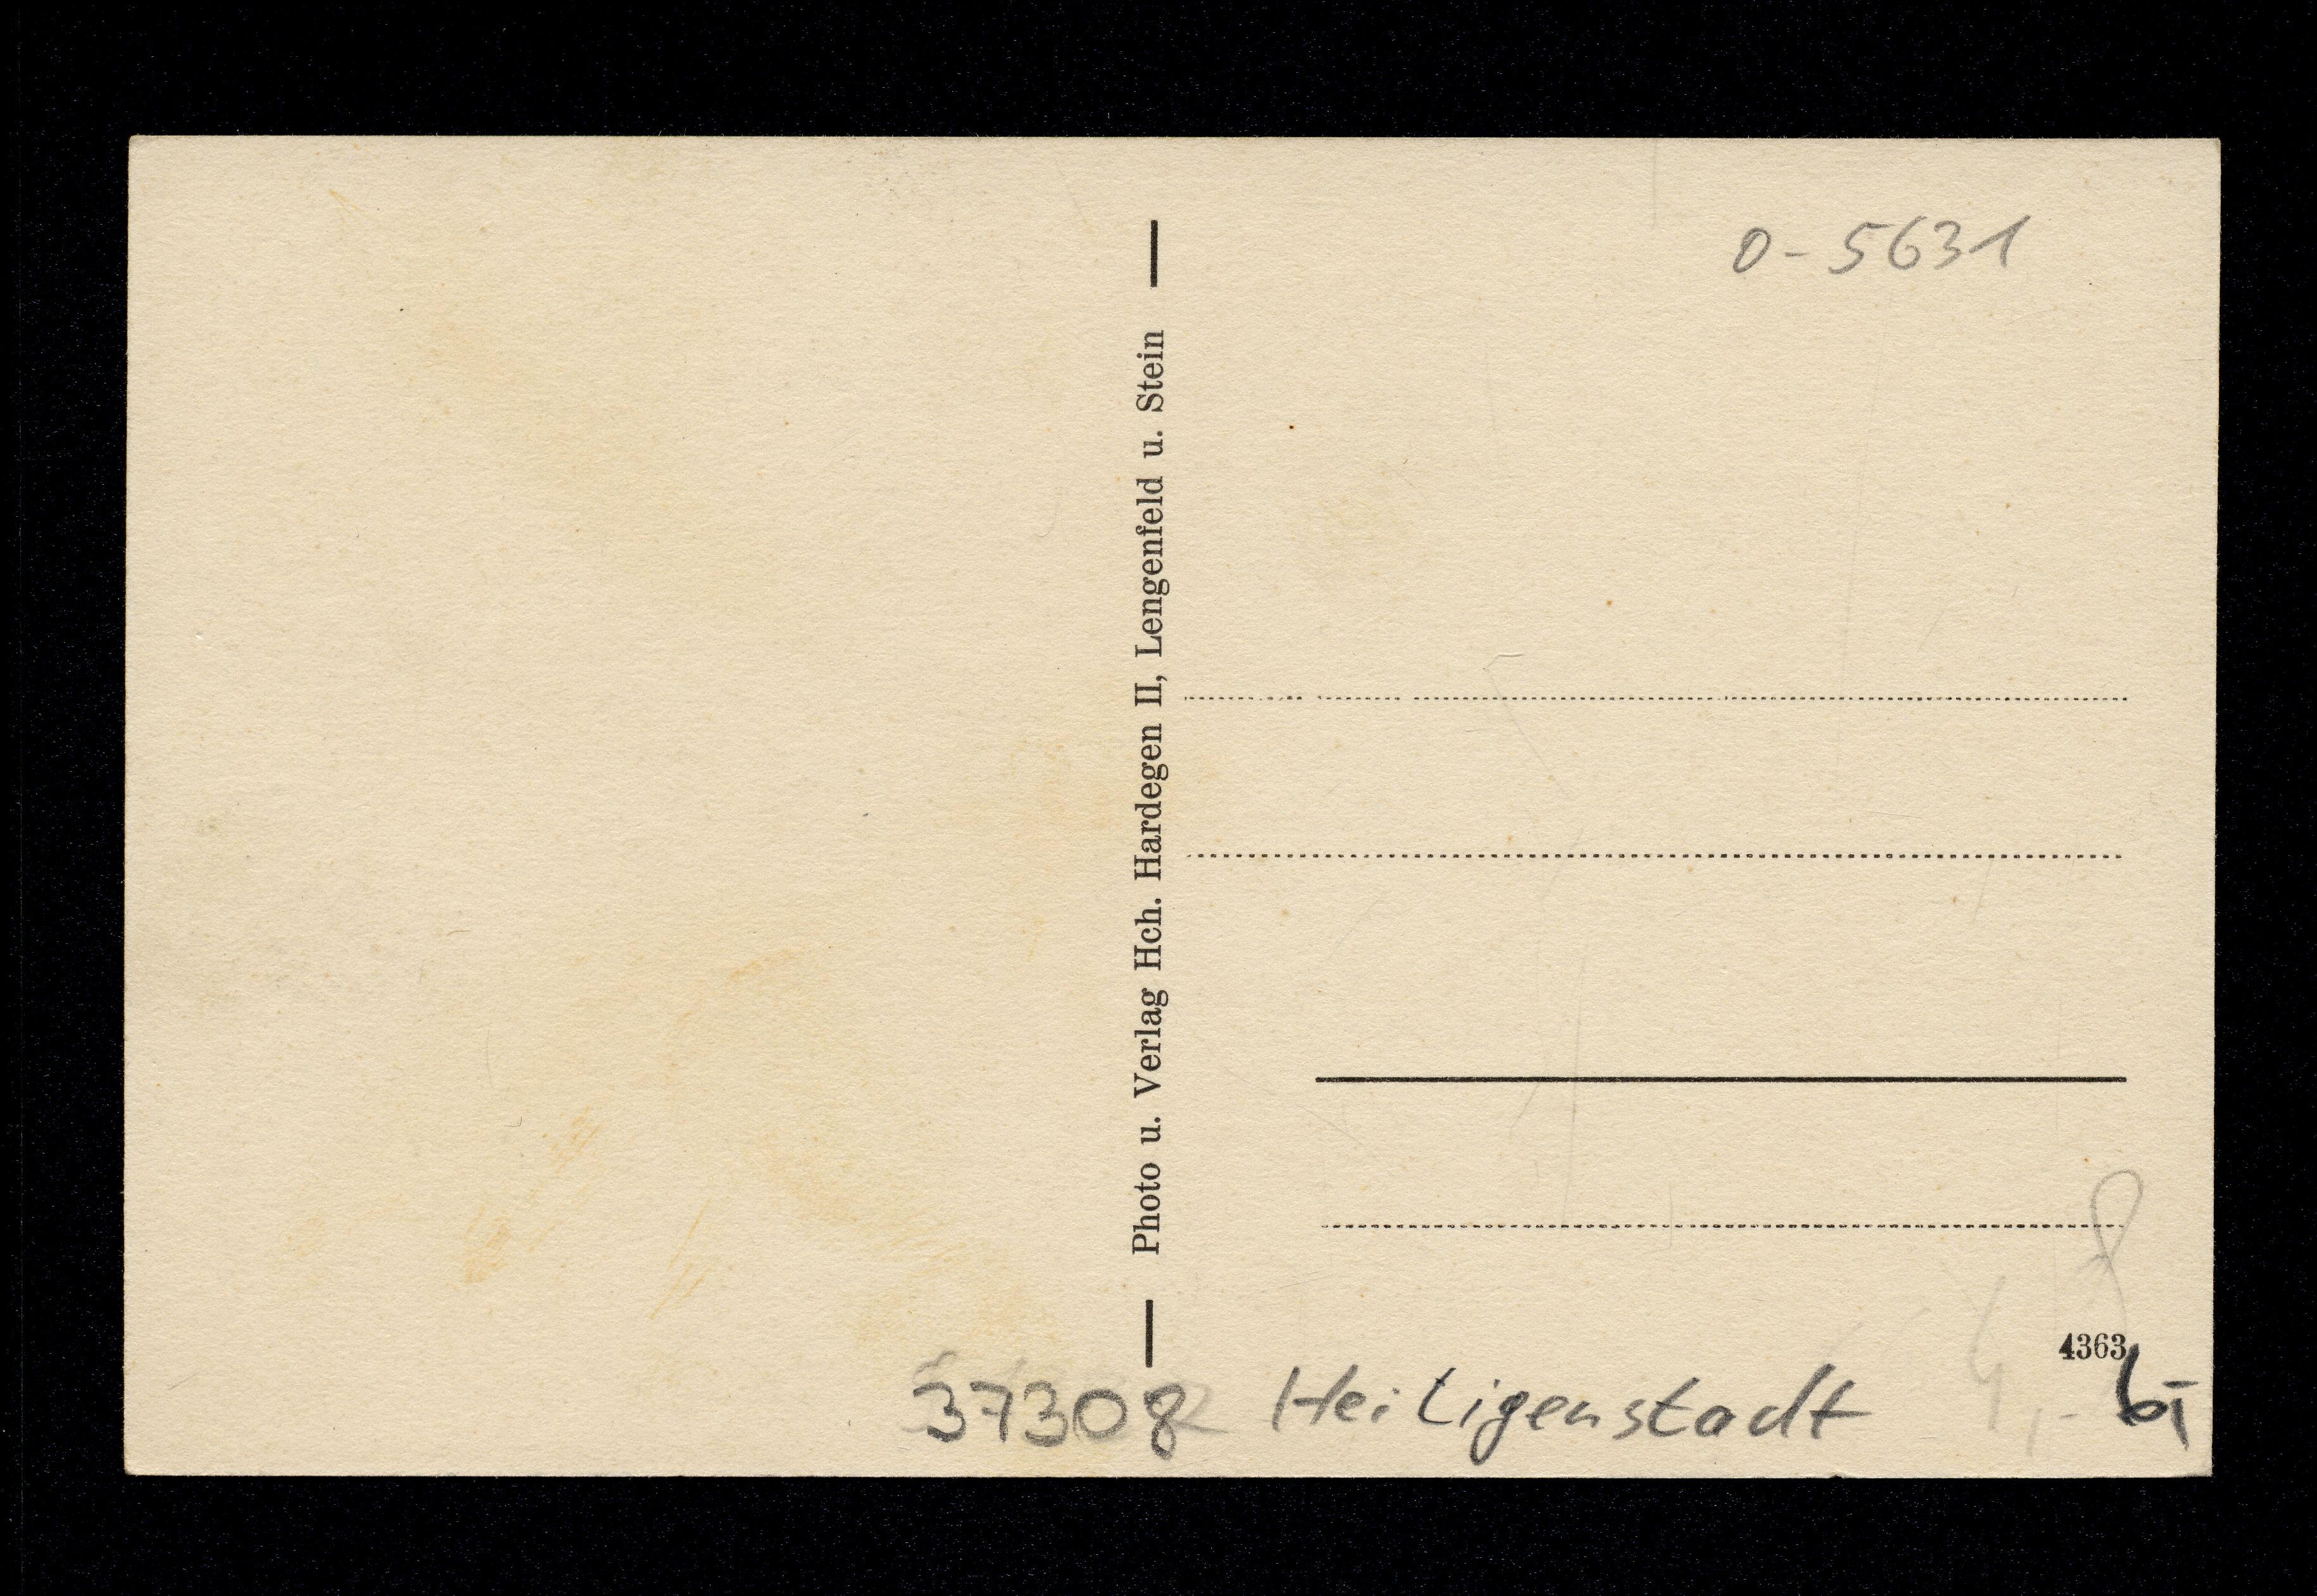 0-5631
Photo u. Verlag Hch. Hardegen II, Lengenfeld u. Stein
4363
37308 Heiligenstadt